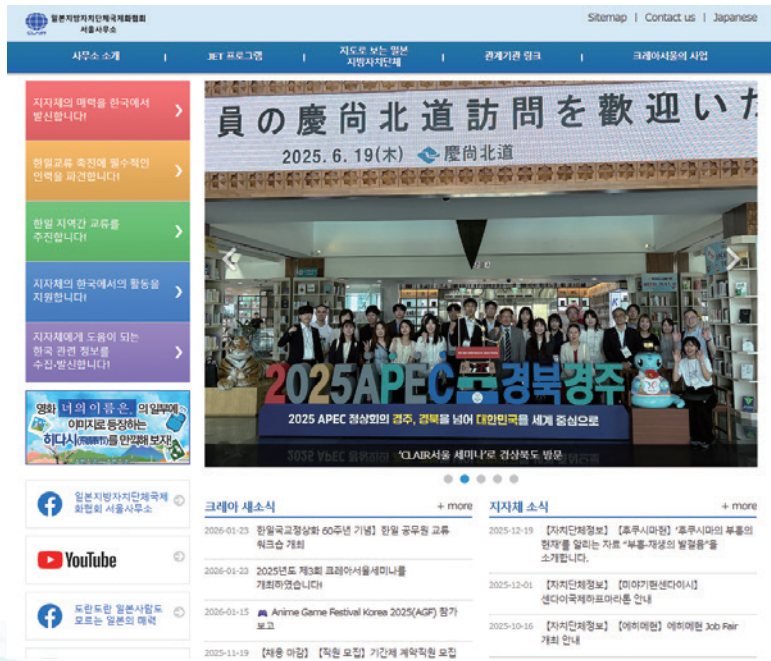 일본지방자치단체국제화협회
서울사무소
CLAIR
Sitemap | Contact us | Japanese
사무소 소개 | JET 프로그램 | 지도로 보는 일본 지방자치단체 | 관계기관 링크 | 크레아서울의 사업
지자체의 매력을 한국에서
발신합니다!
한일교류 촉진에 필수적인
인력을 파견합니다!
한일 지역간 교류를
추진합니다!
지자체의 한국에서의 활동을
지원합니다!
지자체에게 도움이 되는
한국 관련 정보를
수집·발신합니다!
영화 너의 이름은. 의 일부에
이미지로 등장하는
히다시(飛騨市)를 만끽해 보자!
일본지방자치단체국제
화협회 서울사무소
YouTube
도란도란 일본사람도
모르는 일본의 매력
員の慶尚北道訪問を歓迎いた
2025. 6. 19(木) 慶尚北道
2025APEC 경북경주
2025 APEC 정상회의 경주, 경북을 넘어 대한민국을 세계 중심으로
'CLAIR서울 세미나'로 경상북도 방문
크레아 새소식 + more
2026-01-23 한일국교정상화 60주년 기념】 한일 공무원 교류
워크숍 개최
2026-01-23 2025년도 제3회 크레아서울세미나를
개최하였습니다!
2026-01-15 🎮 Anime Game Festival Korea 2025(AGF) 참가
보고
2025-11-19 【채용 마감】 【직원 모집】 기간제 계약직원 모집
지자체 소식 + more
2025-12-19 【자치단체정보】 【후쿠시마현】 '후쿠시마의 부흥의
현재'를 알리는 자료 "부흥·재생의 발걸음"을
소개합니다.
2025-12-01 【자치단체정보】 【미야기현센다이시】
센다이국제하프마라톤 안내
2025-10-16 【자치단체정보】 【에히메현】 에히메현 Job Fair
개최 안내